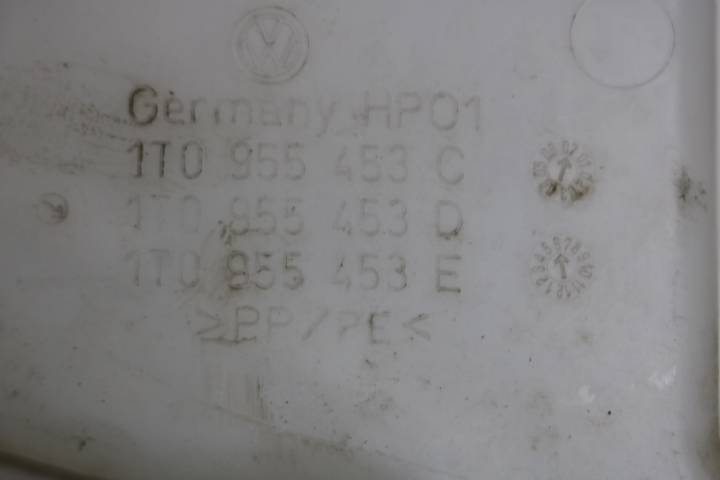 Germany HP01
1T0 955 453 C
1T0 955 453 D
1T0 955 453 E
>PP/PE<